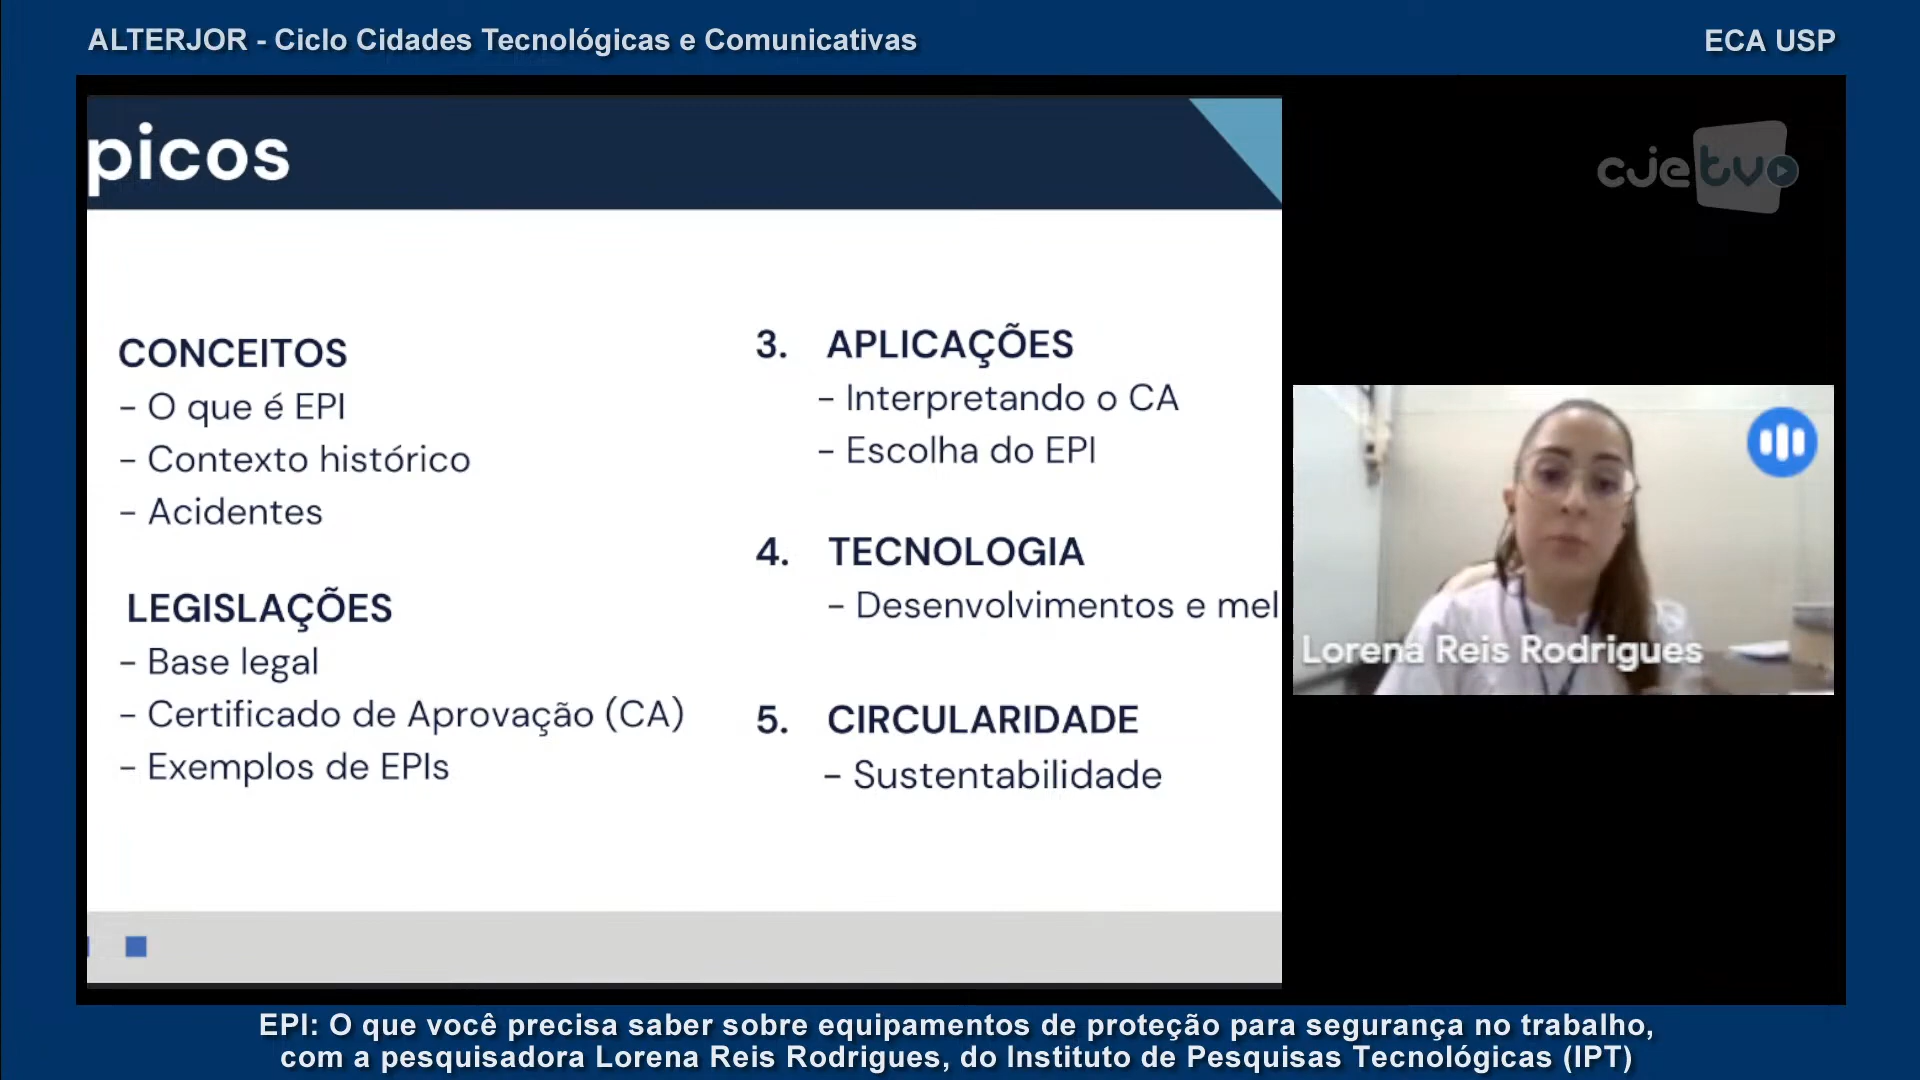 ALTERJOR - Ciclo Cidades Tecnológicas e Comunicativas
ECA USP
picos
CONCEITOS
- O que é EPI
- Contexto histórico
- Acidentes
LEGISLAÇÕES
- Base legal
- Certificado de Aprovação (CA)
- Exemplos de EPIs
3. APLICAÇÕES
- Interpretando o CA
- Escolha do EPI
4. TECNOLOGIA
- Desenvolvimentos e mel
5. CIRCULARIDADE
- Sustentabilidade
cje tv
Lorena Reis Rodrigues
EPI: O que você precisa saber sobre equipamentos de proteção para segurança no trabalho,
com a pesquisadora Lorena Reis Rodrigues, do Instituto de Pesquisas Tecnológicas (IPT)